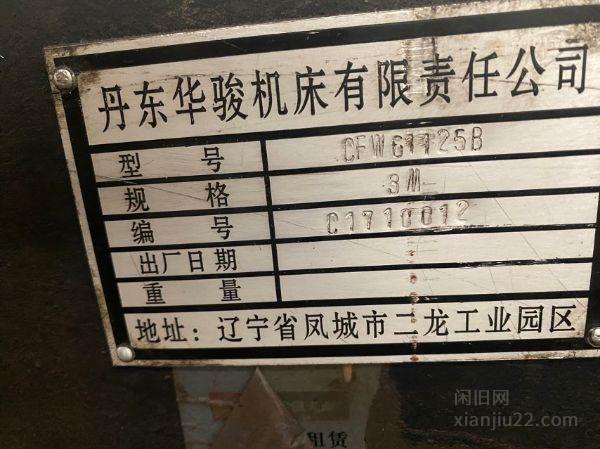 丹东华骏机床有限责任公司
型号 CFW61125B
规格 3M
编号 C1710012
出厂日期
重量
地址：辽宁省凤城市二龙工业园区
租赁
闲旧网
xianjiu22.com